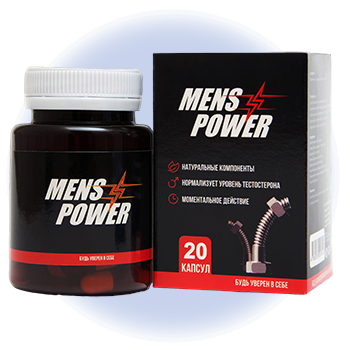 MENS
POWER
БУДЬ УВЕРЕН В СЕБЕ
MENS
POWER
НАТУРАЛЬНЫЕ КОМПОНЕНТЫ
НОРМАЛИЗУЕТ УРОВЕНЬ ТЕСТОСТЕРОНА
МОМЕНТАЛЬНОЕ ДЕЙСТВИЕ
20
КАПСУЛ
БУДЬ УВЕРЕН В СЕБЕ